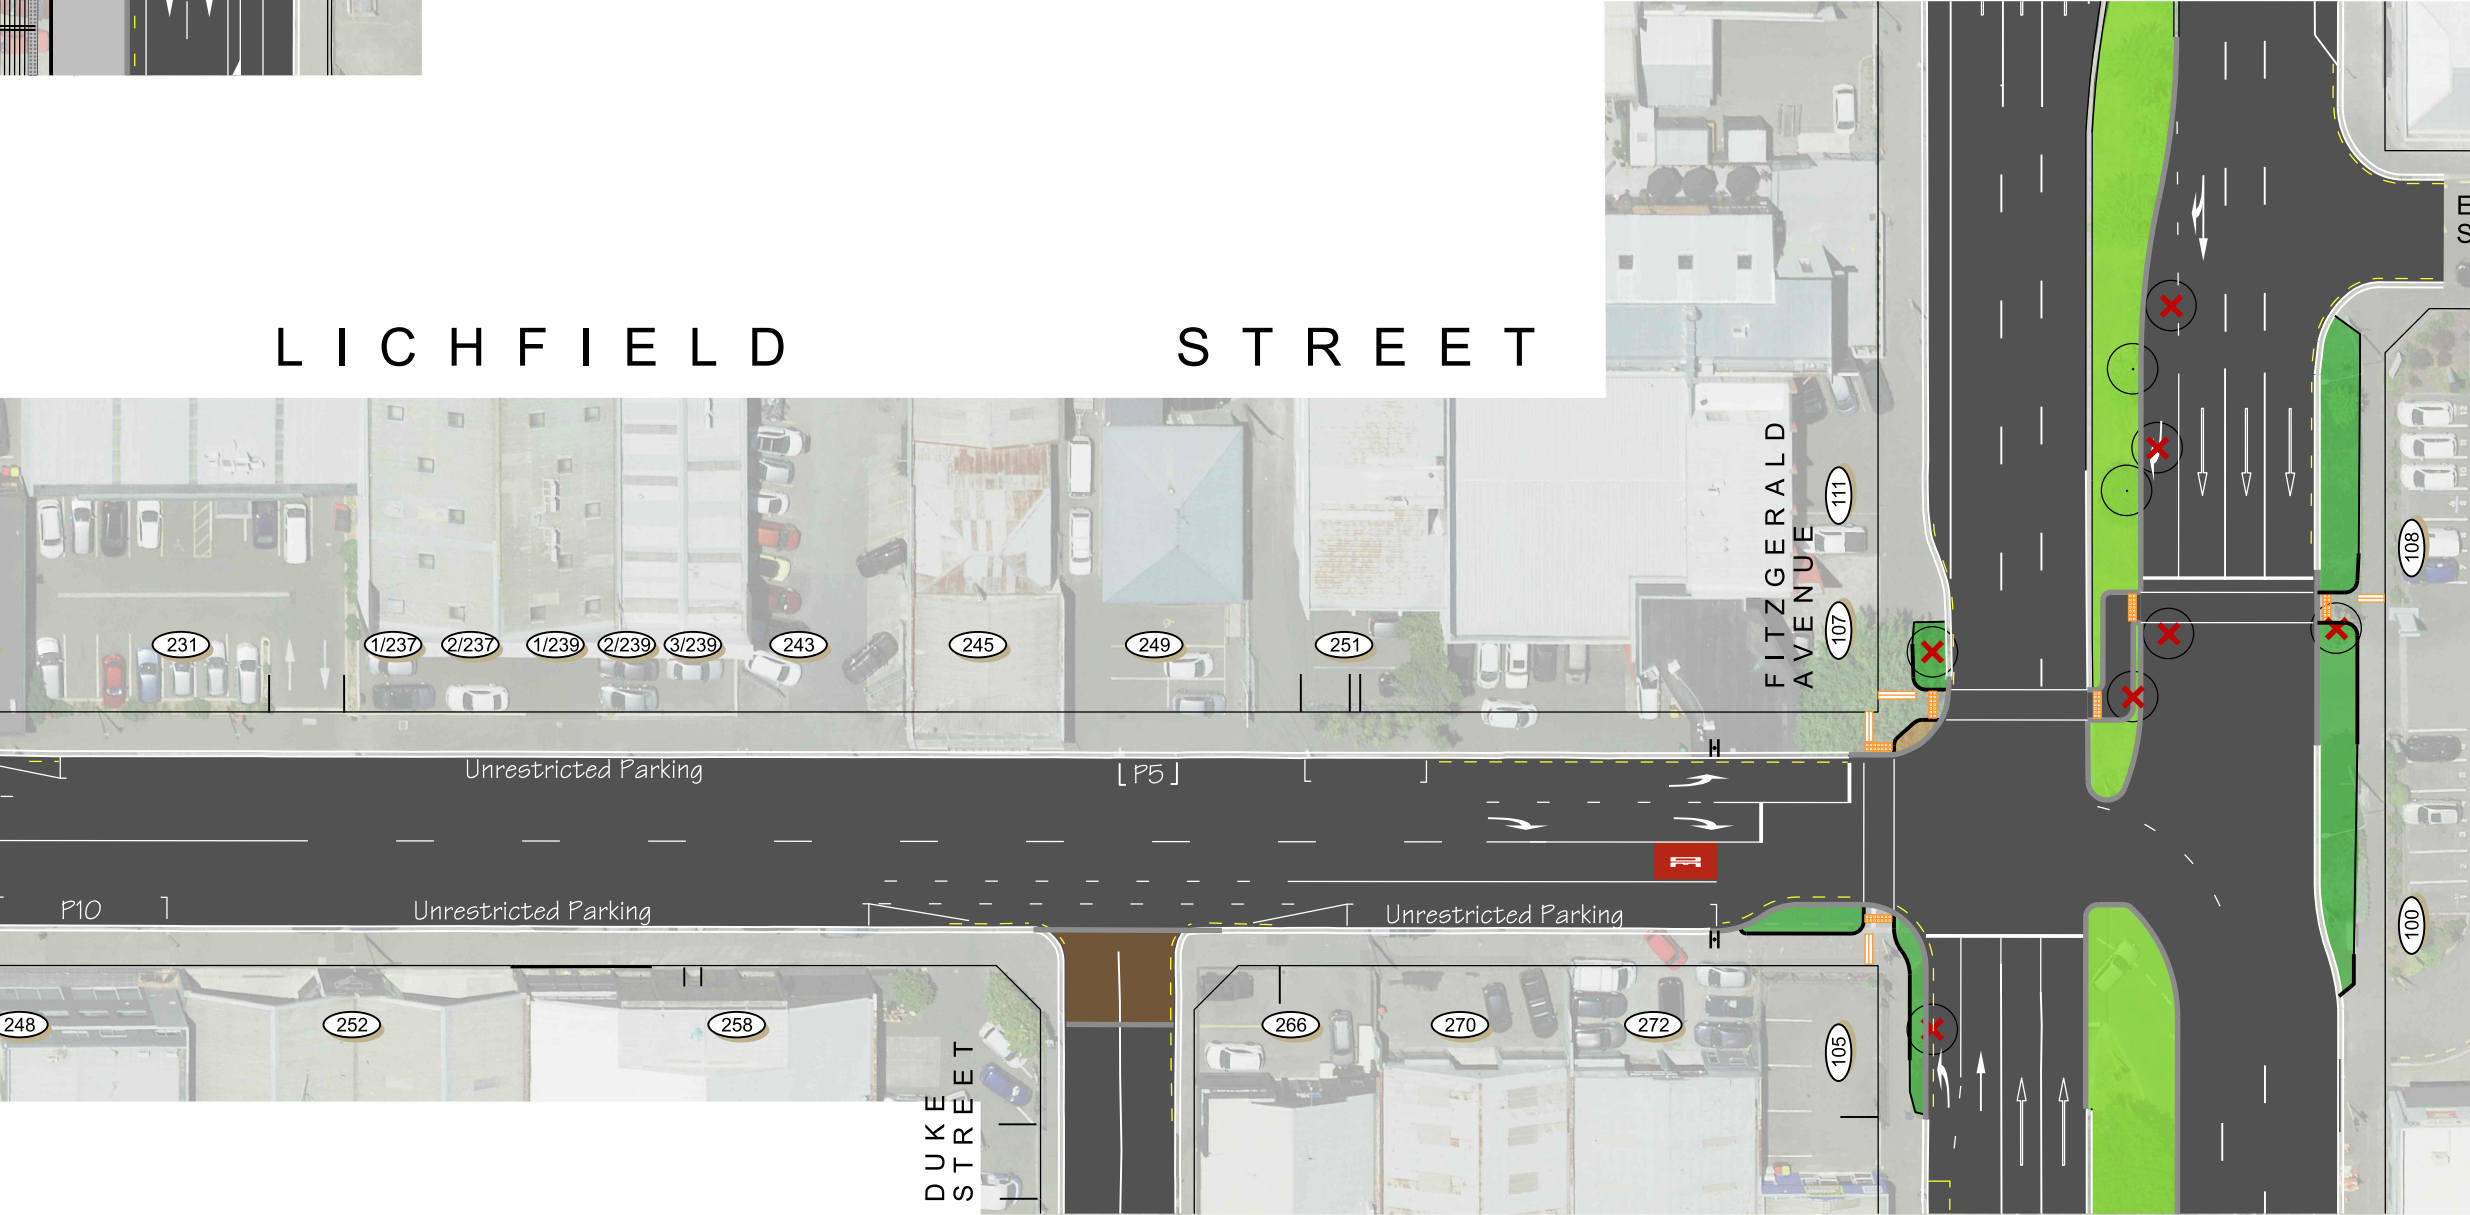 LICHFIELD STREET
FITZGERALD
AVENUE
111
107
108
100
105
E
S
231
1/237
2/237
1/239
2/239
3/239
243
245
249
251
Unrestricted Parking
P5
P10
Unrestricted Parking
Unrestricted Parking
248
252
258
266
270
272
DUKE
STREET